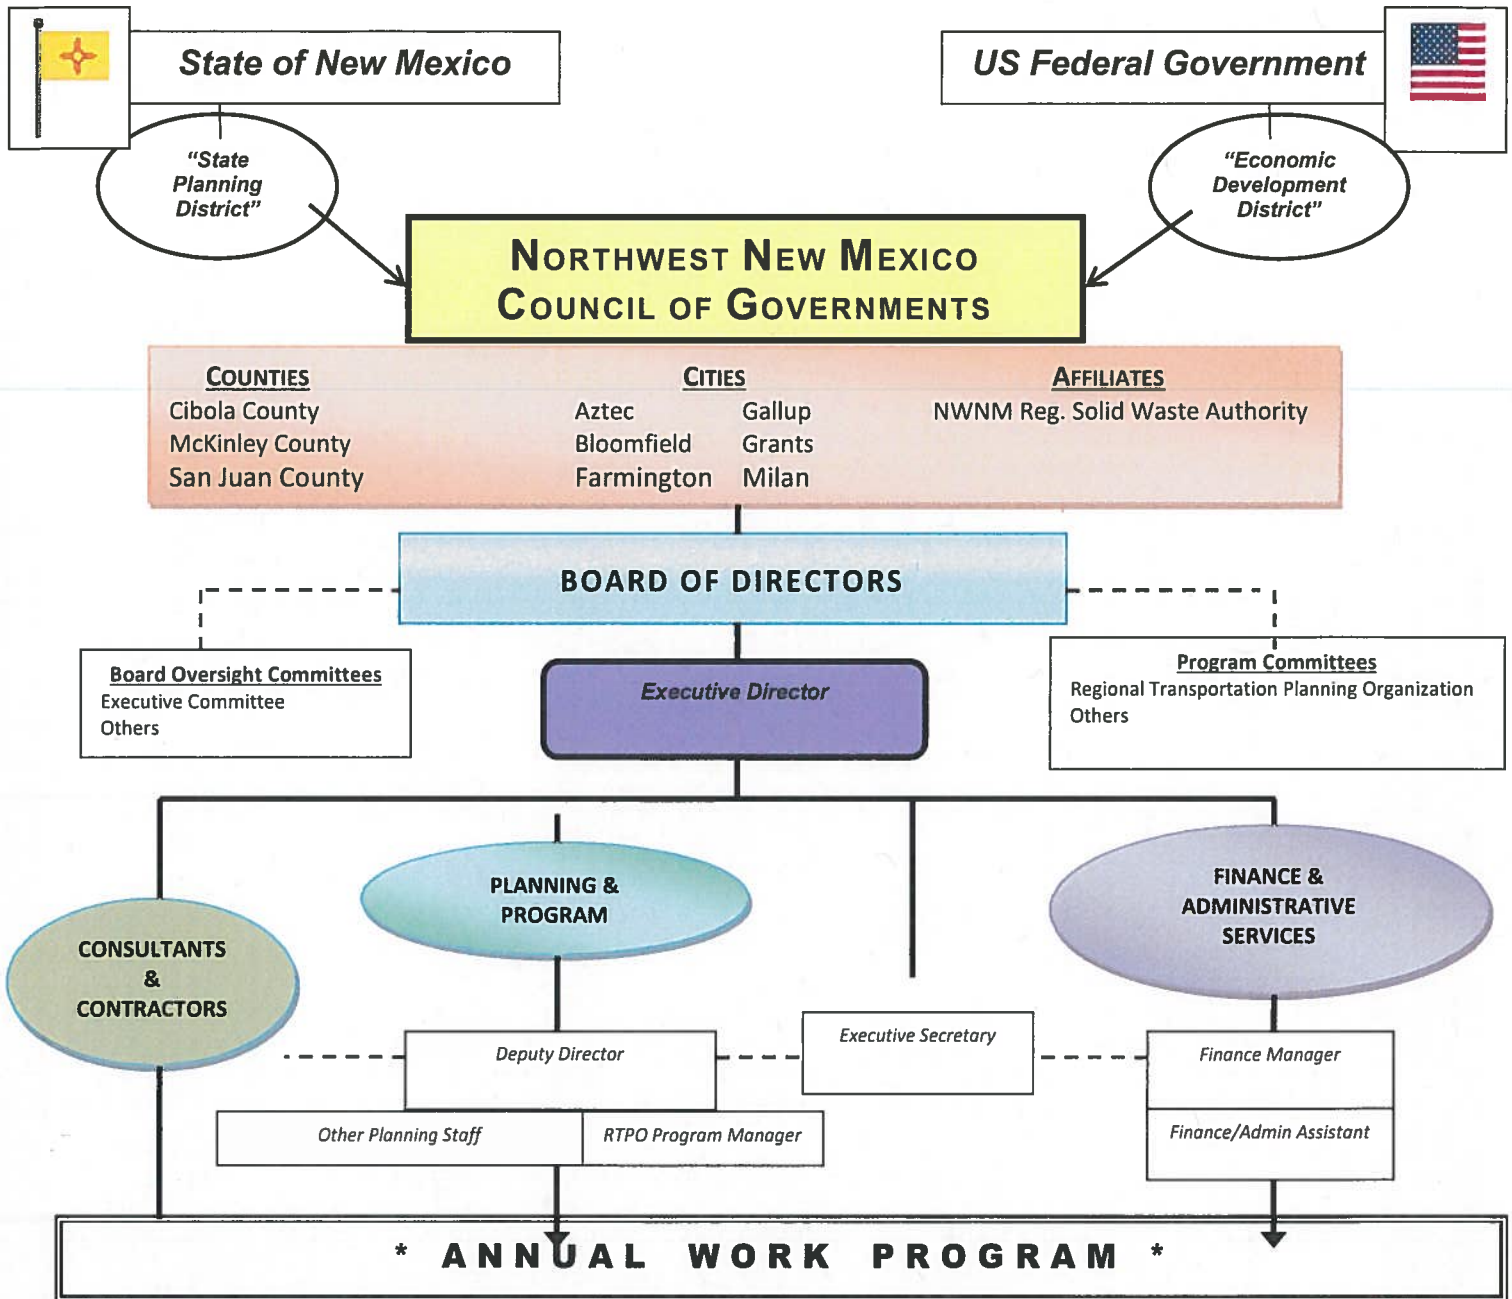 State of New Mexico
US Federal Government
“State
Planning
District”
“Economic
Development
District”
NORTHWEST NEW MEXICO
COUNCIL OF GOVERNMENTS
COUNTIES
Cibola County
McKinley County
San Juan County
CITIES
Aztec Gallup
Bloomfield Grants
Farmington Milan
AFFILIATES
NWNM Reg. Solid Waste Authority
BOARD OF DIRECTORS
Board Oversight Committees
Executive Committee
Others
Executive Director
Program Committees
Regional Transportation Planning Organization
Others
CONSULTANTS
&
CONTRACTORS
PLANNING &
PROGRAM
FINANCE &
ADMINISTRATIVE
SERVICES
Deputy Director
Executive Secretary
Finance Manager
Other Planning Staff
RTPO Program Manager
Finance/Admin Assistant
* ANNUAL WORK PROGRAM *